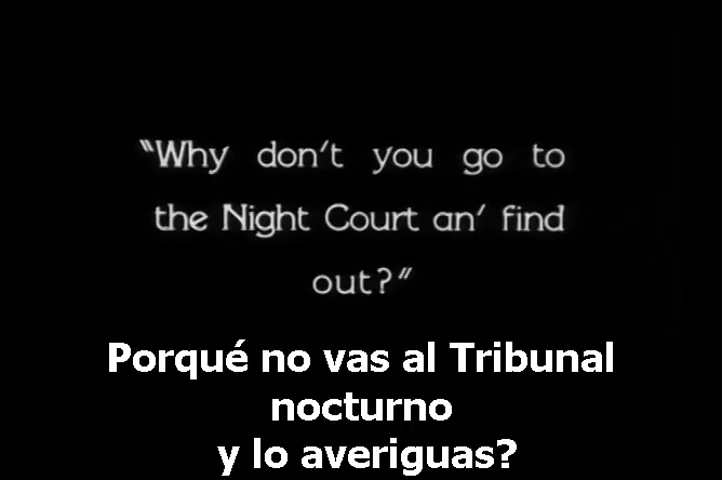 “Why don't you go to
the Night Court an' find
out?”
Porqué no vas al Tribunal
nocturno
y lo averiguas?